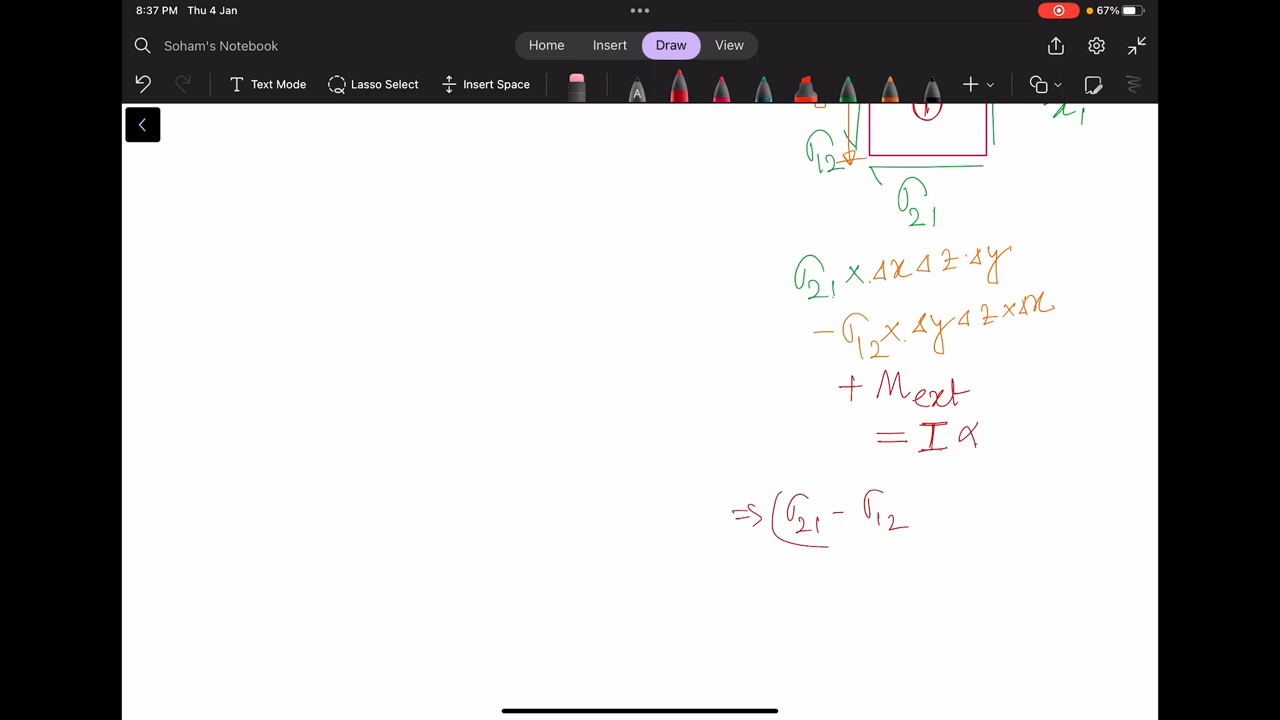 8:37 PM Thu 4 Jan
67%
Soham's Notebook
Home Insert Draw View
Text Mode Lasso Select Insert Space
A
x₁
σ₁₂
σ₂₁
σ₂₁ × Δx Δz · Δy
− σ₁₂ × Δy Δz × Δx
+ Mext
= I α
⇒ (σ₂₁ − σ₁₂